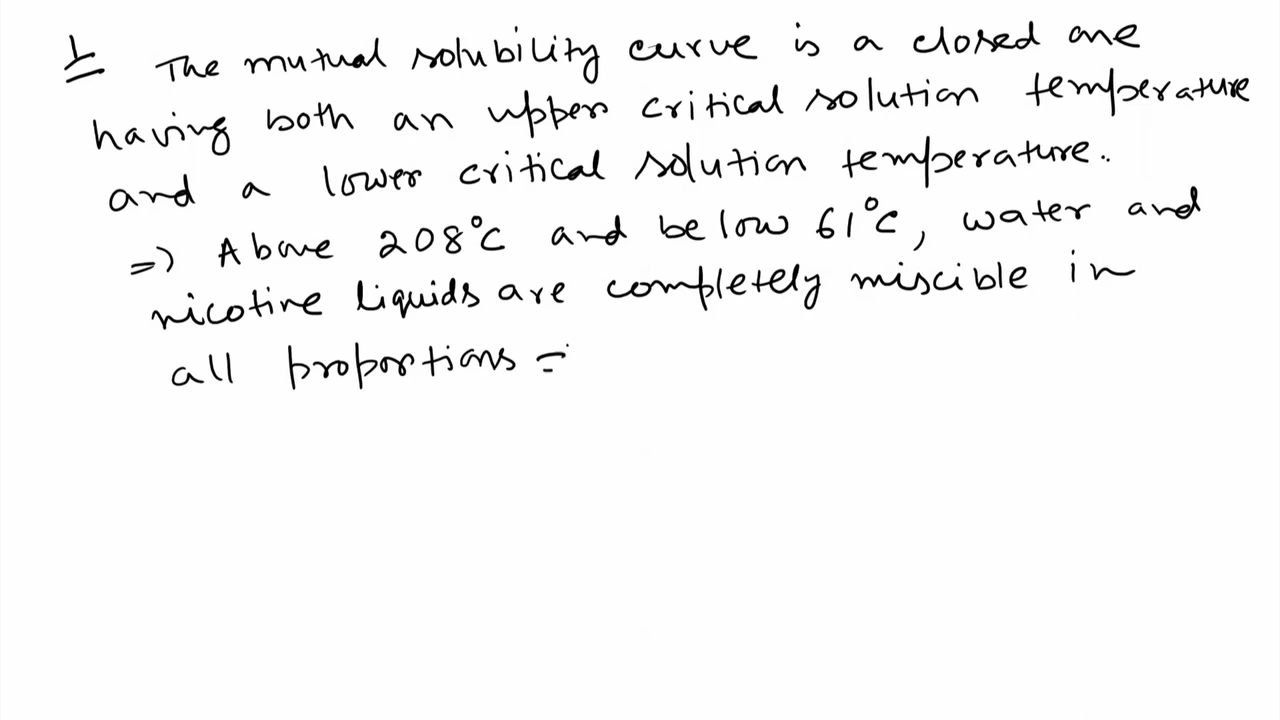 1 The mutual solubility curve is a closed one
having both an upper critical solution temperature
and a lower critical solution temperature..
=> Above 208°C and below 61°C, water and
nicotine liquids are completely miscible in
all proportions =